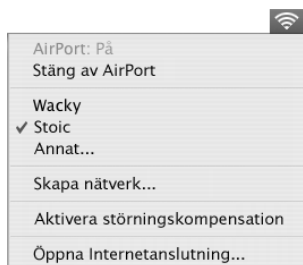 AirPort: På
Stäng av AirPort
Wacky
Stoic
Annat...
Skapa nätverk...
Aktivera störningskompensation
Öppna Internetanslutning...